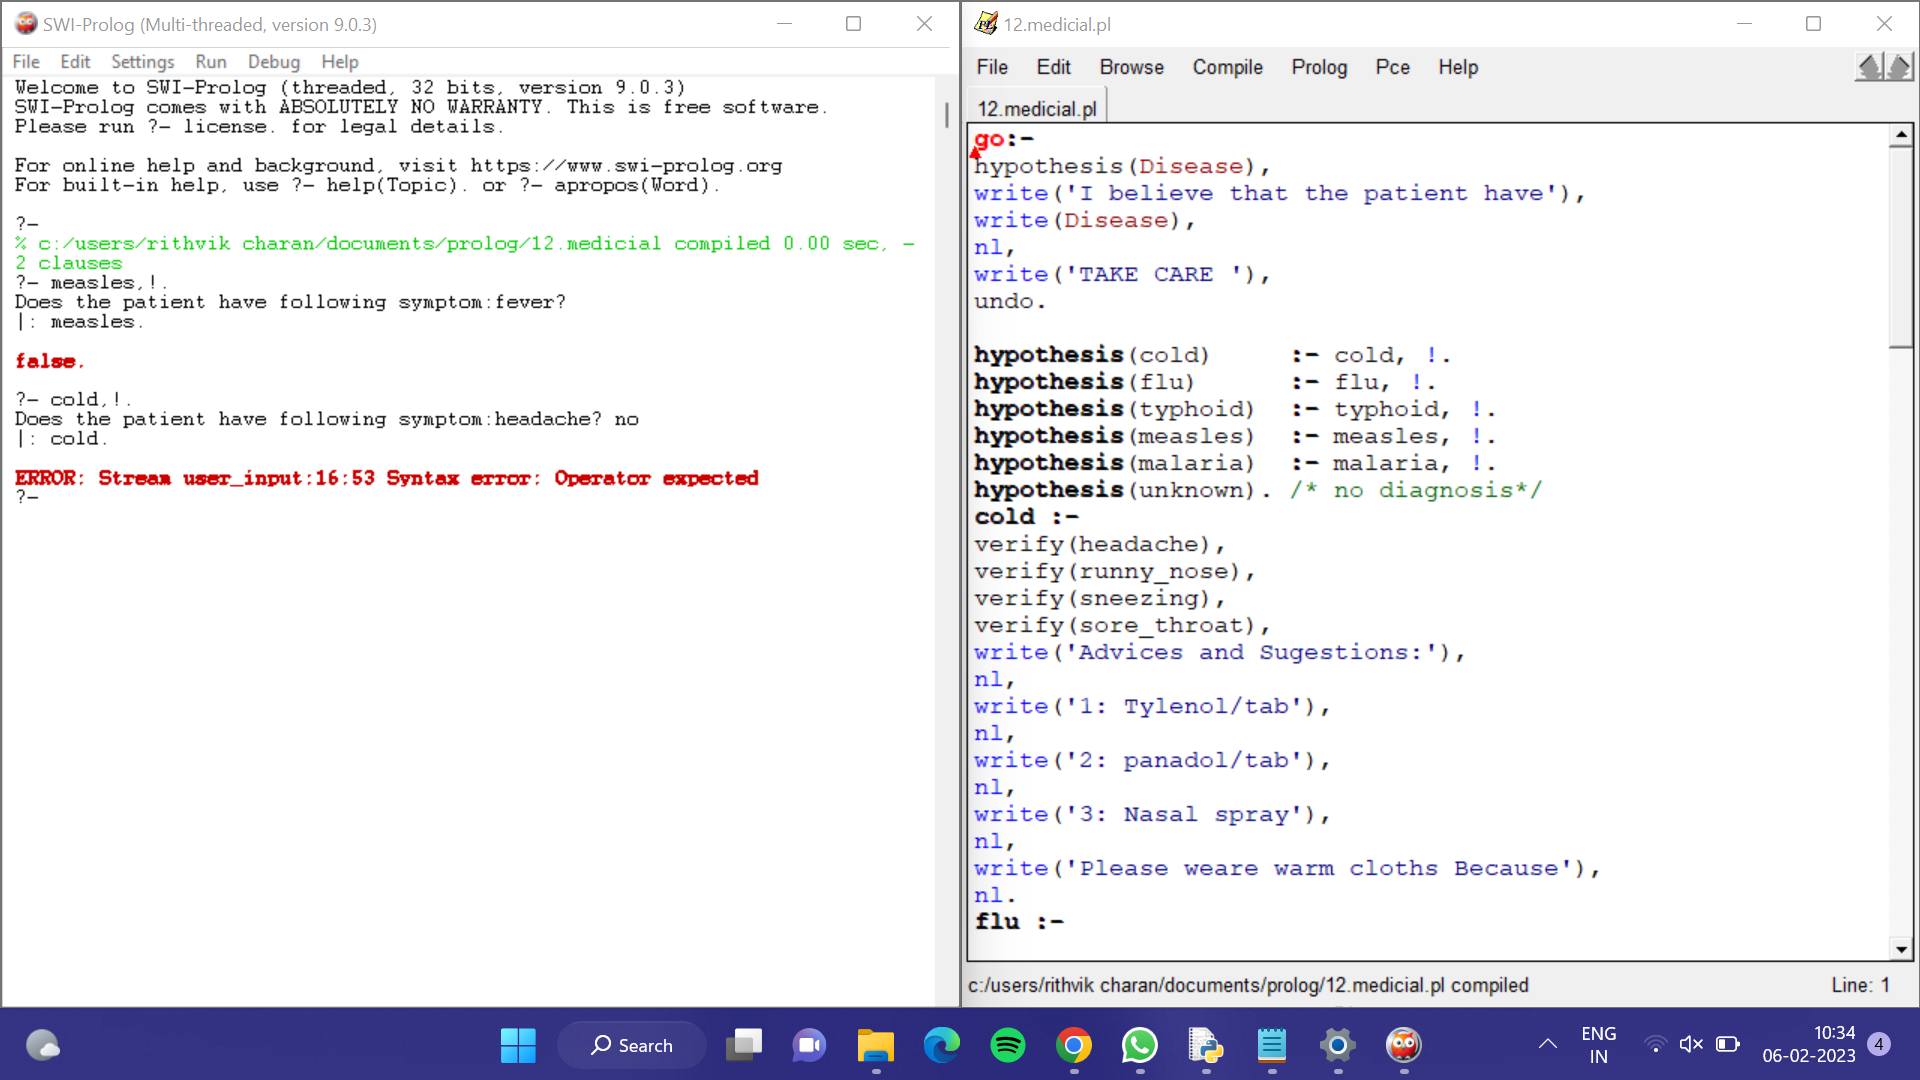 SWI-Prolog (Multi-threaded, version 9.0.3)
File Edit Settings Run Debug Help
Welcome to SWI-Prolog (threaded, 32 bits, version 9.0.3)
SWI-Prolog comes with ABSOLUTELY NO WARRANTY. This is free software.
Please run ?- license. for legal details.
For online help and background, visit https://www.swi-prolog.org
For built-in help, use ?- help(Topic). or ?- apropos(Word).
?-
% c:/users/rithvik charan/documents/prolog/12.medicial compiled 0.00 sec, -
2 clauses
?- measles,!.
Does the patient have following symptom:fever?
|: measles.
false.
?- cold,!.
Does the patient have following symptom:headache? no
|: cold.
ERROR: Stream user_input:16:53 Syntax error: Operator expected
?-
12.medicial.pl
File Edit Browse Compile Prolog Pce Help
12.medicial.pl
go:-
hypothesis(Disease),
write('I believe that the patient have'),
write(Disease),
nl,
write('TAKE CARE '),
undo.
hypothesis(cold) :- cold, !.
hypothesis(flu) :- flu, !.
hypothesis(typhoid) :- typhoid, !.
hypothesis(measles) :- measles, !.
hypothesis(malaria) :- malaria, !.
hypothesis(unknown). /* no diagnosis*/
cold :-
verify(headache),
verify(runny_nose),
verify(sneezing),
verify(sore_throat),
write('Advices and Sugestions:'),
nl,
write('1: Tylenol/tab'),
nl,
write('2: panadol/tab'),
nl,
write('3: Nasal spray'),
nl,
write('Please weare warm cloths Because'),
nl.
flu :-
c:/users/rithvik charan/documents/prolog/12.medicial.pl compiled Line: 1
Search
ENG
IN
10:34
06-02-2023
4